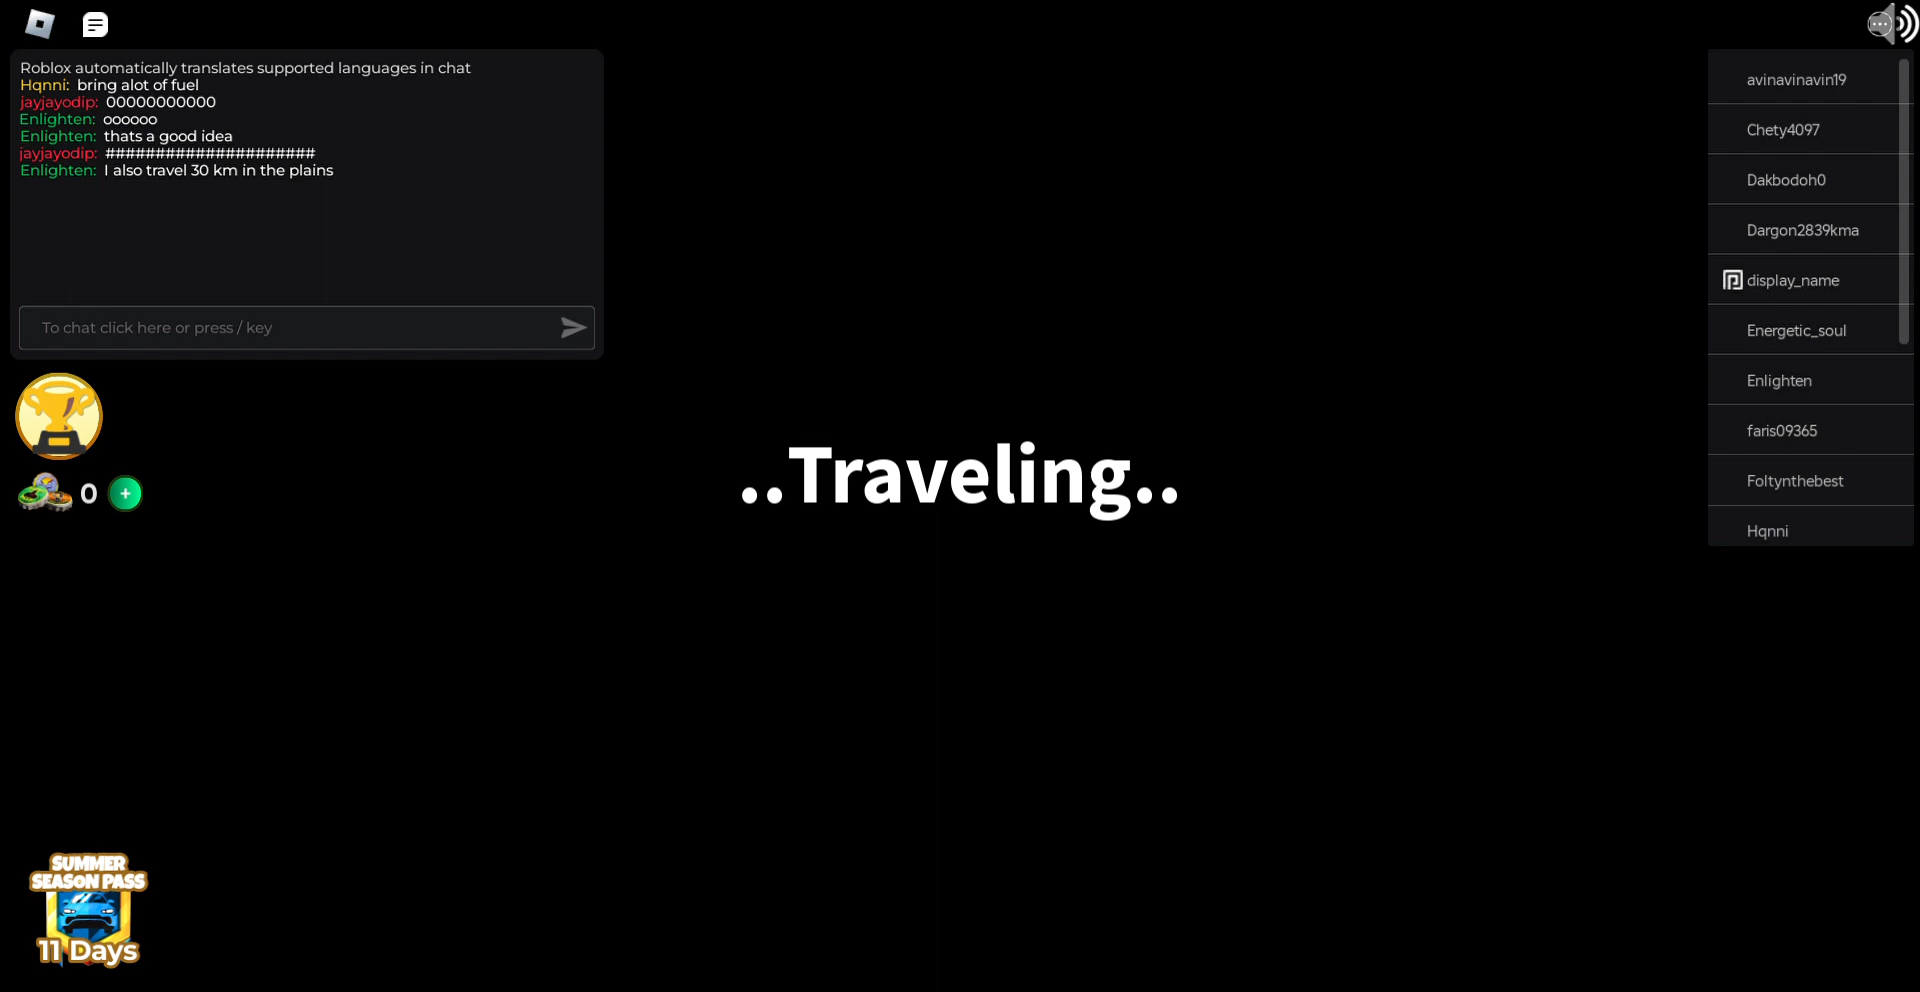 Roblox automatically translates supported languages in chat
Hqnni: bring alot of fuel
jayjayodip: 00000000000
Enlighten: oooooo
Enlighten: thats a good idea
jayjayodip: #####################
Enlighten: I also travel 30 km in the plains
To chat click here or press / key
0
+
..Traveling..
avinavinavin19
Chety4097
Dakbodoh0
Dargon2839kma
display_name
Energetic_soul
Enlighten
faris09365
Foltynthebest
Hqnni
SUMMER
SEASON PASS
11 Days